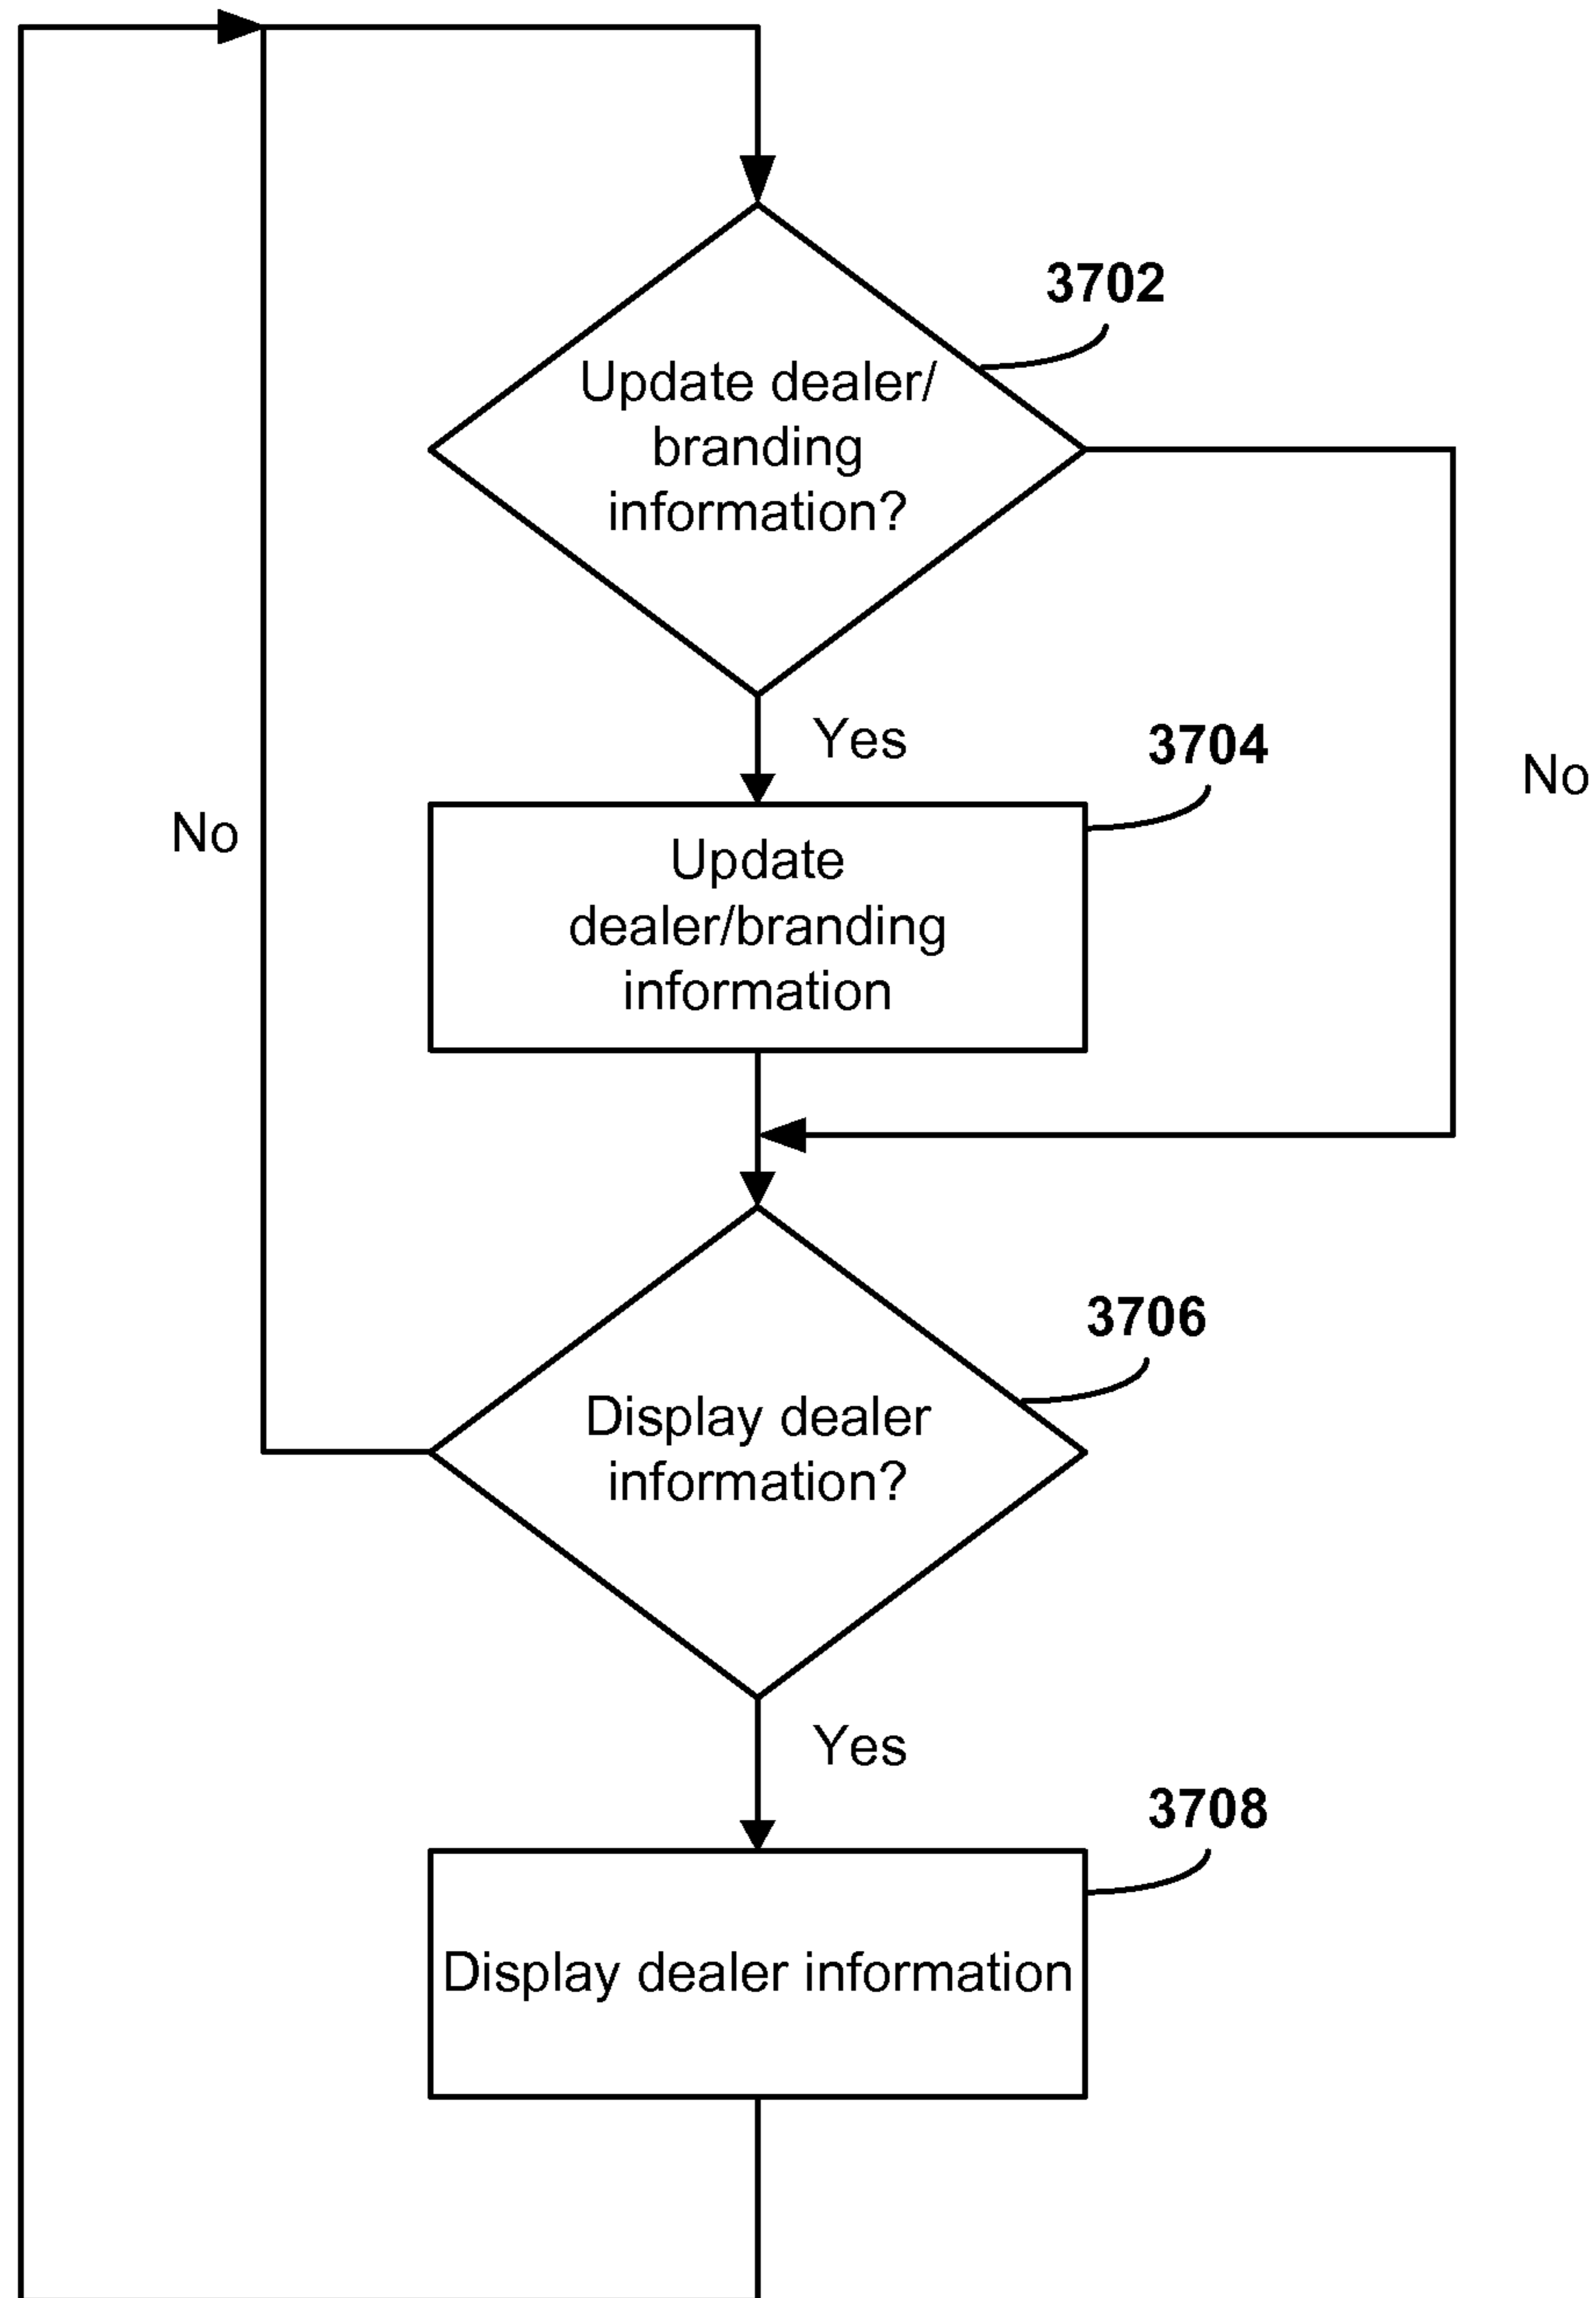 3702
Update dealer/
branding
information?
Yes
3704
No
No
Update
dealer/branding
information
3706
Display dealer
information?
Yes
3708
Display dealer information